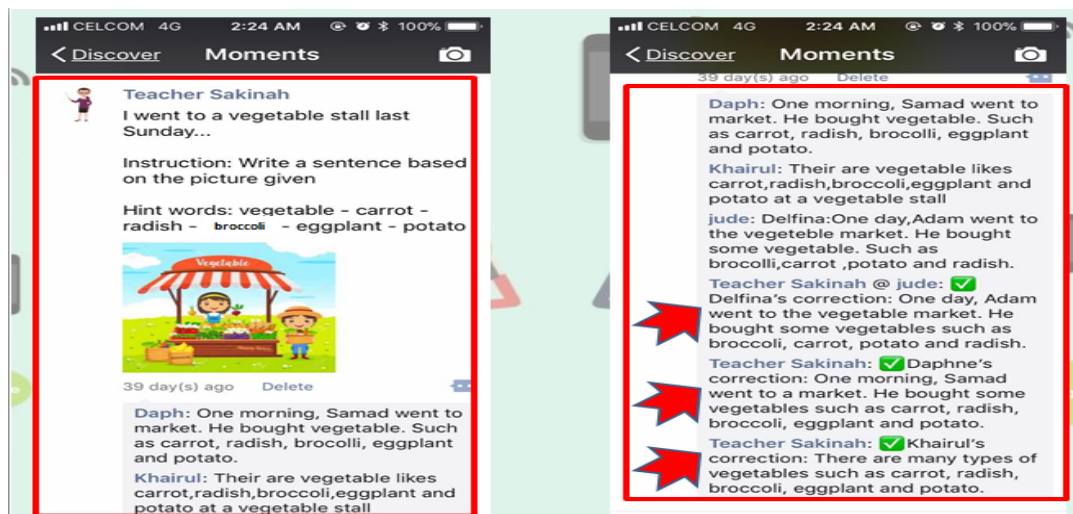 CELCOM 4G 2:24 AM 100%
Discover Moments
Teacher Sakinah
I went to a vegetable stall last
Sunday...
Instruction: Write a sentence based
on the picture given
Hint words: vegetable - carrot -
radish - broccoli - eggplant - potato
Vegetable
39 day(s) ago Delete
Daph: One morning, Samad went to
market. He bought vegetable. Such
as carrot, radish, brocolli, eggplant
and potato.
Khairul: Their are vegetable likes
carrot,radish,broccoli,eggplant and
potato at a vegetable stall
CELCOM 4G 2:24 AM 100%
Discover Moments
39 day(s) ago Delete
Daph: One morning, Samad went to
market. He bought vegetable. Such
as carrot, radish, brocolli, eggplant
and potato.
Khairul: Their are vegetable likes
carrot,radish,broccoli,eggplant and
potato at a vegetable stall
jude: Delfina:One day,Adam went to
the vegeteble market. He bought
some vegetable. Such as
brocolli,carrot ,potato and radish.
Teacher Sakinah @ jude: ✅
Delfina's correction: One day, Adam
went to the vegetable market. He
bought some vegetables such as
broccoli, carrot, potato and radish.
Teacher Sakinah: ✅Daphne's
correction: One morning, Samad
went to a market. He bought some
vegetables such as carrot, radish,
broccoli, eggplant and potato.
Teacher Sakinah: ✅Khairul's
correction: There are many types of
vegetables such as carrot, radish,
broccoli, eggplant and potato.